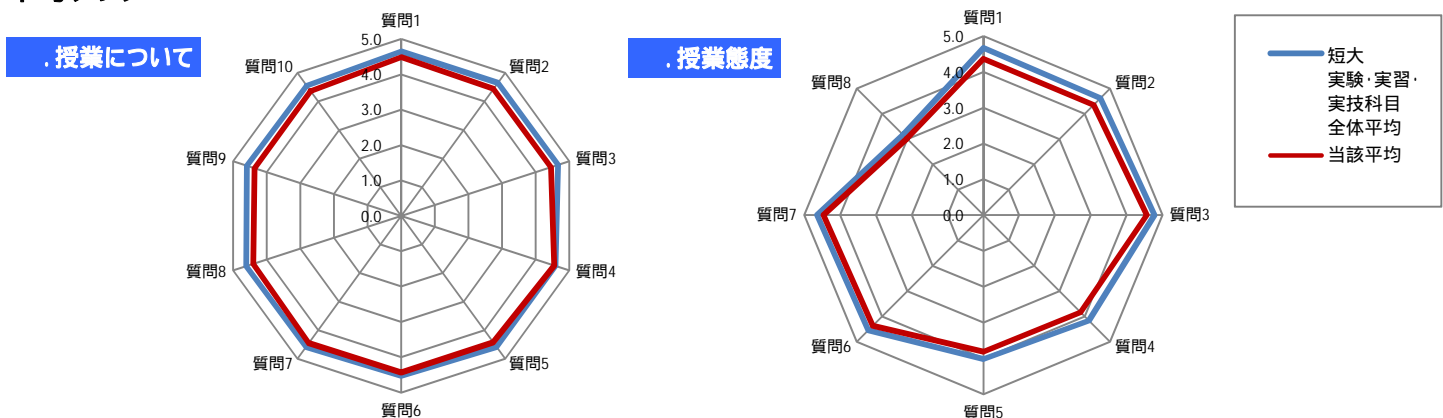 .授業について
質問1
質問2
質問3
質問4
質問5
質問6
質問7
質問8
質問9
質問10
5.0
4.0
3.0
2.0
1.0
0.0
.授業態度
質問1
質問2
質問3
質問4
質問5
質問6
質問7
質問8
5.0
4.0
3.0
2.0
1.0
0.0
短大
実験･実習･
実技科目
全体平均
当該平均